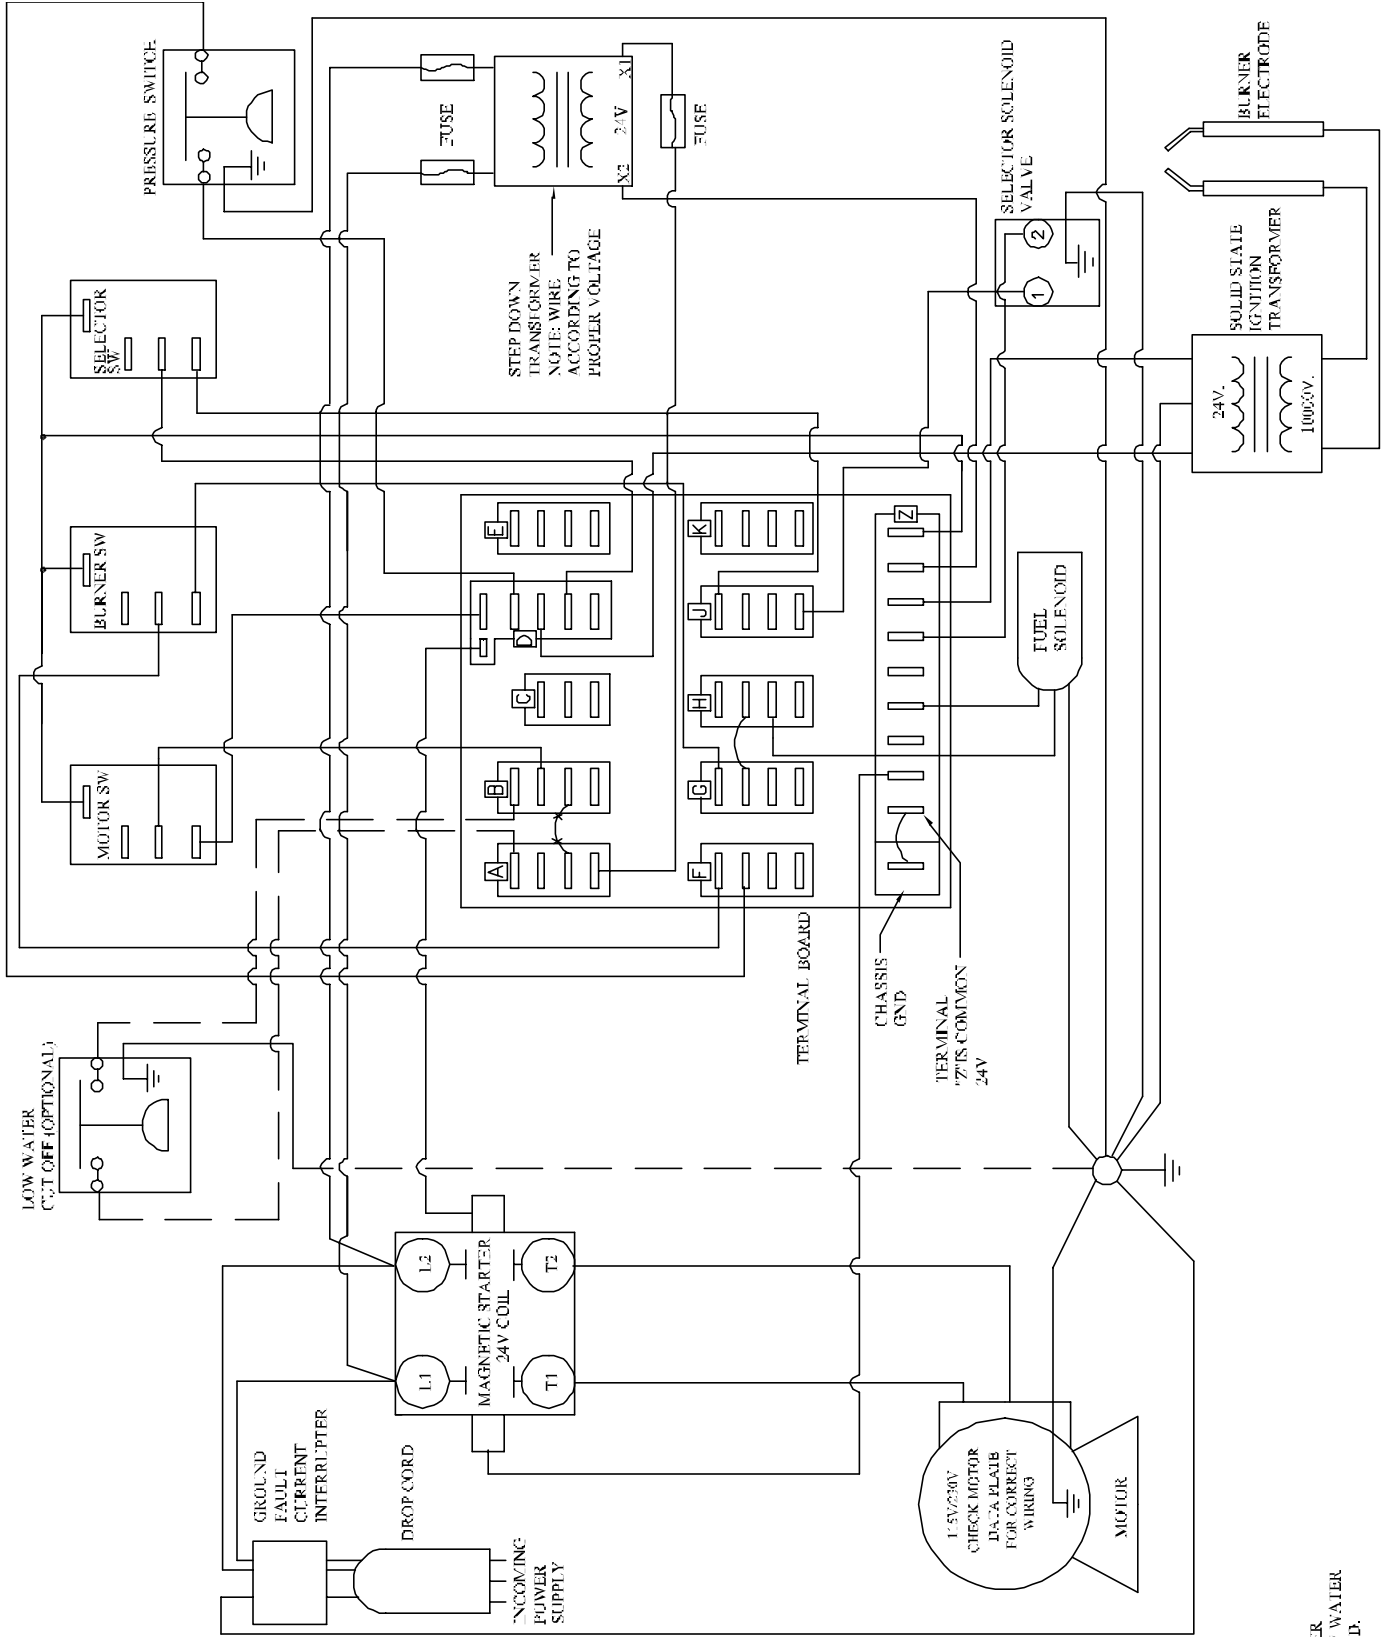 PRESSURE SWITCH
FUSE
FUSE
X1
24V
X2
STEP DOWN
TRANSFORMER
NOTE: WIRE
ACCORDING TO
PROPER VOLTAGE
SELECTOR SOLENOID
VALVE
1
2
BURNER
ELECTRODE
SOLID STATE
IGNITION
TRANSFORMER
24V.
10000V.
SELECTOR
SW
BURNER SW
MOTOR SW
A
B
C
D
E
F
G
H
J
K
Z
FUEL
SOLENOID
TERMINAL BOARD
CHASSIS
GND
TERMINAL
"Z" IS COMMON
24V
LOW WATER
CUT OFF (OPTIONAL)
L1
L2
MAGNETIC STARTER
24V COIL
T1
T2
GROUND
FAULT
CURRENT
INTERRUPTER
DROP CORD
INCOMING
POWER
SUPPLY
115V/230V
CHECK MOTOR
DATA PLATE
FOR CORRECT
WIRING
MOTOR
WATER